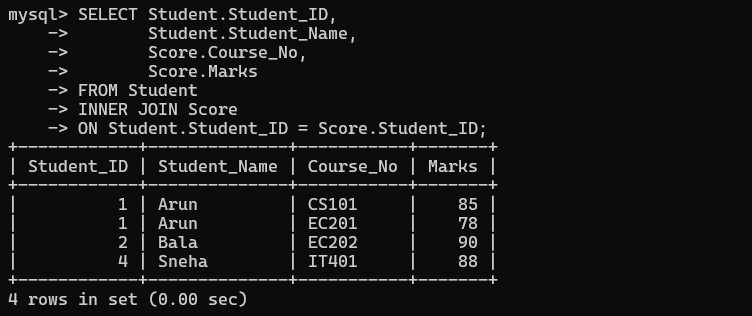 mysql> SELECT Student.Student_ID,
    ->        Student.Student_Name,
    ->        Score.Course_No,
    ->        Score.Marks
    -> FROM Student
    -> INNER JOIN Score
    -> ON Student.Student_ID = Score.Student_ID;
+------------+--------------+-----------+-------+
| Student_ID | Student_Name | Course_No | Marks |
+------------+--------------+-----------+-------+
|          1 | Arun         | CS101     |    85 |
|          1 | Arun         | EC201     |    78 |
|          2 | Bala         | EC202     |    90 |
|          4 | Sneha        | IT401     |    88 |
+------------+--------------+-----------+-------+
4 rows in set (0.00 sec)